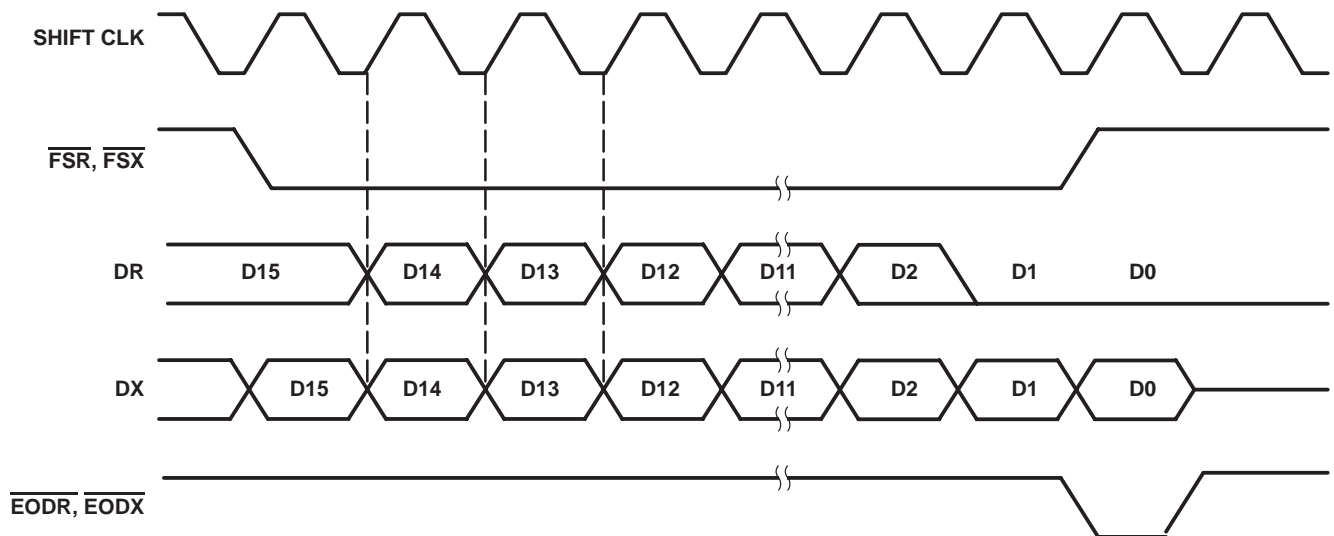 SHIFT CLK
FSR, FSX
DR D15 D14 D13 D12 D11 D2 D1 D0
DX D15 D14 D13 D12 D11 D2 D1 D0
EODR, EODX